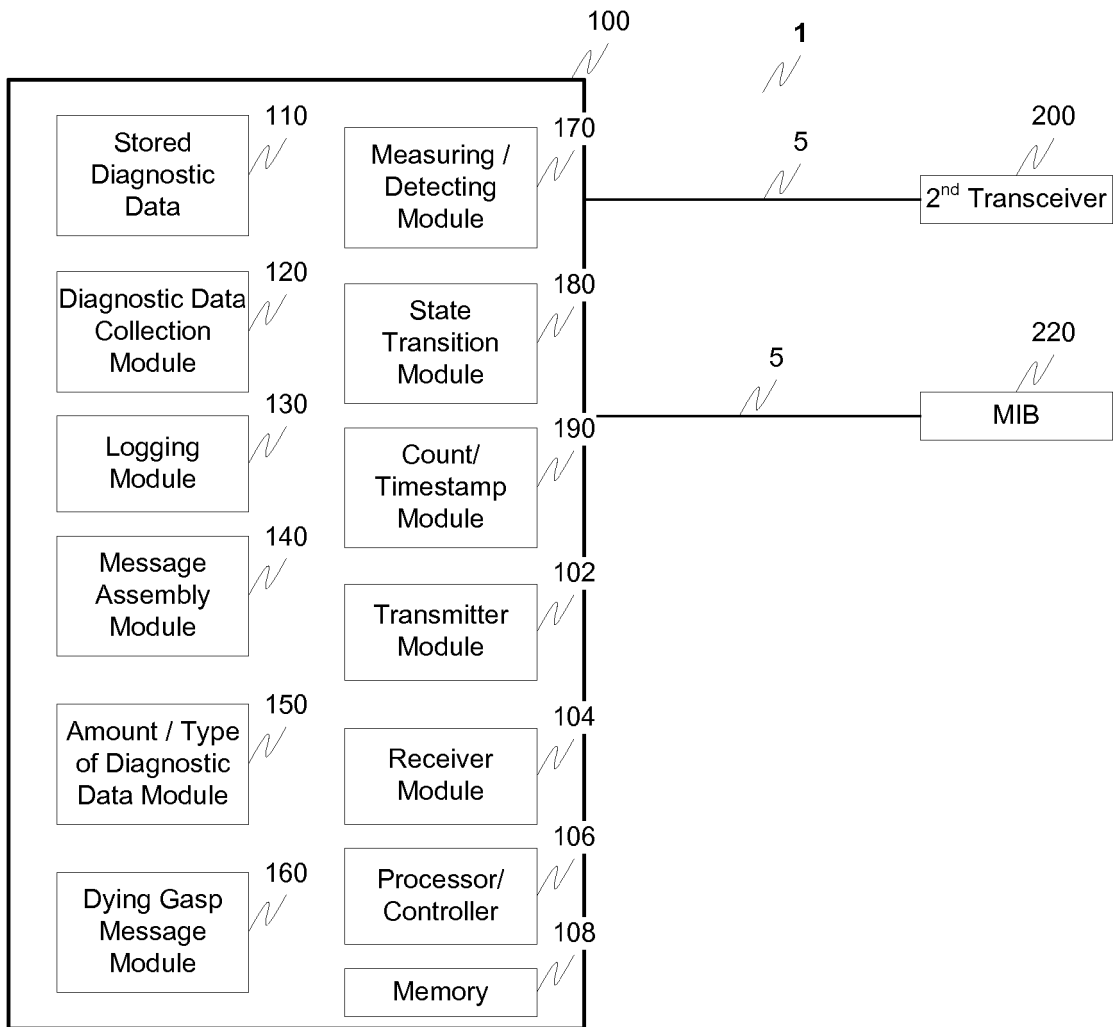 100
1
110
Stored
Diagnostic
Data
170
Measuring /
Detecting
Module
5
200
2nd Transceiver
120
Diagnostic Data
Collection
Module
180
State
Transition
Module
5
220
MIB
130
Logging
Module
190
Count/
Timestamp
Module
140
Message
Assembly
Module
102
Transmitter
Module
150
Amount / Type
of Diagnostic
Data Module
104
Receiver
Module
160
Dying Gasp
Message
Module
106
Processor/
Controller
108
Memory